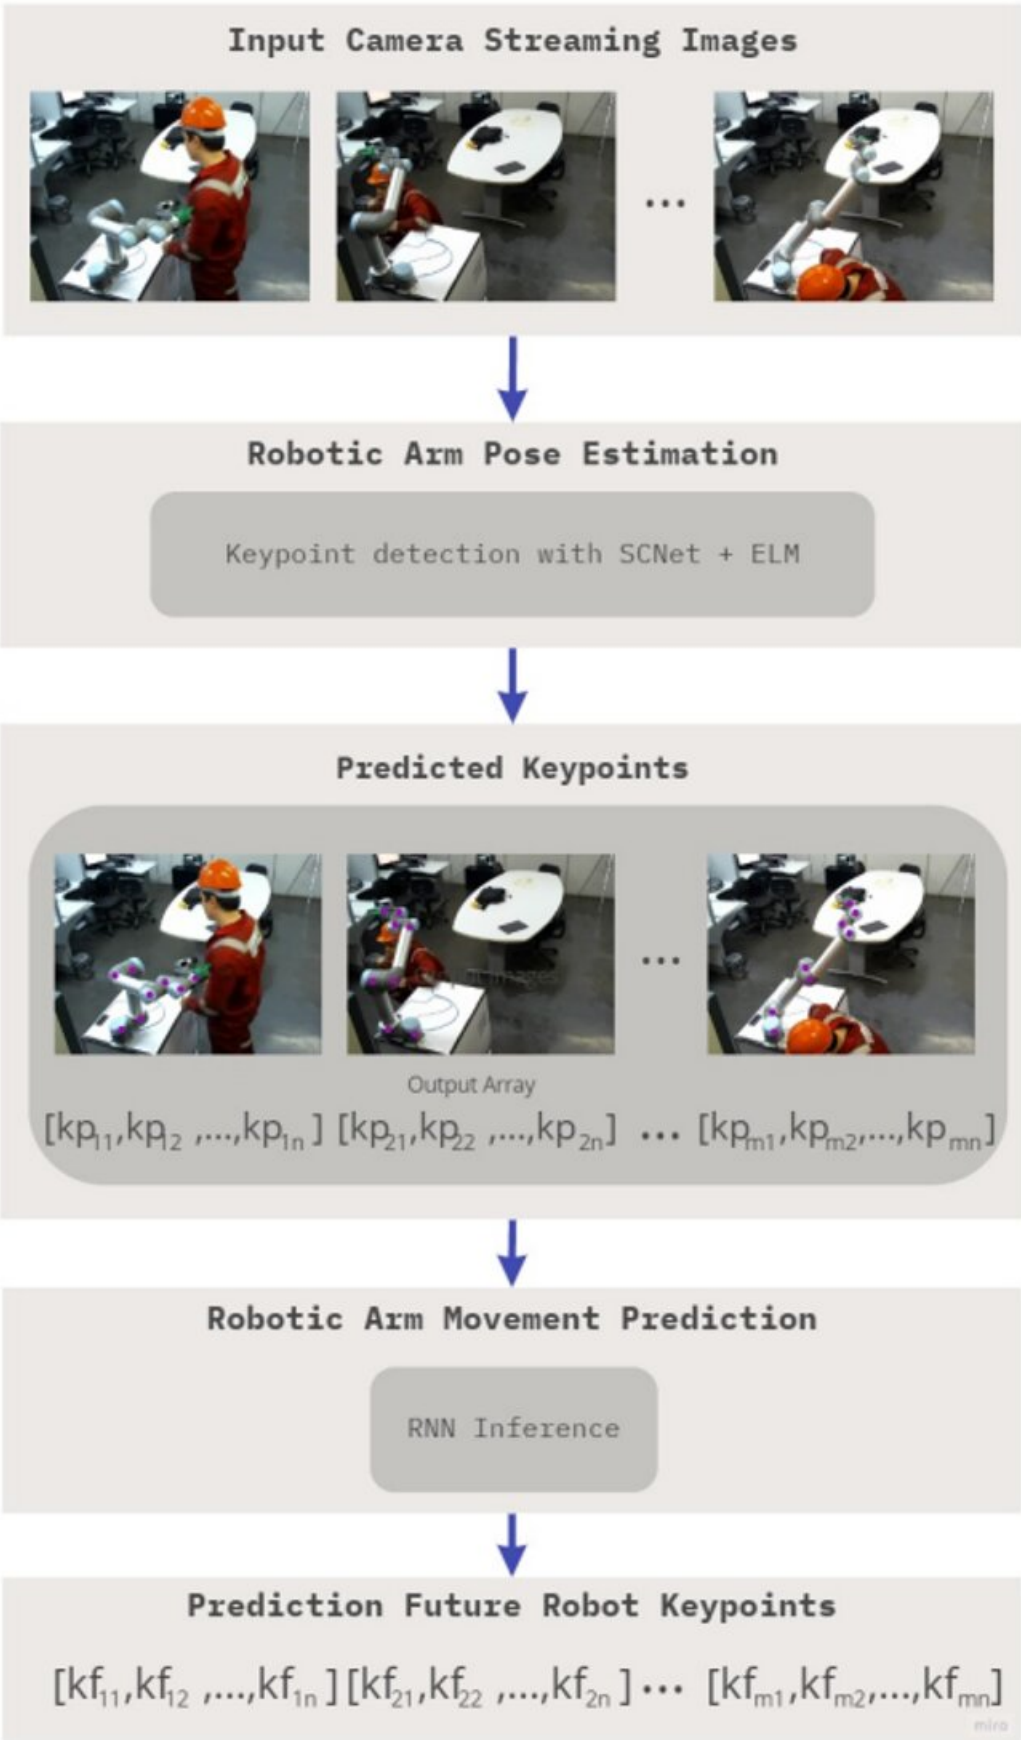 Input Camera Streaming Images
...
Robotic Arm Pose Estimation
Keypoint detection with SCNet + ELM
Predicted Keypoints
...
Images
Output Array
[kp11,kp12 ,...,kp1n ] [kp21,kp22 ,...,kp2n] ... [kpm1,kpm2,...,kpmn]
Robotic Arm Movement Prediction
RNN Inference
Prediction Future Robot Keypoints
[kf11,kf12 ,...,kf1n ] [kf21,kf22 ,...,kf2n ] ... [kfm1,kfm2,...,kfmn]
miro